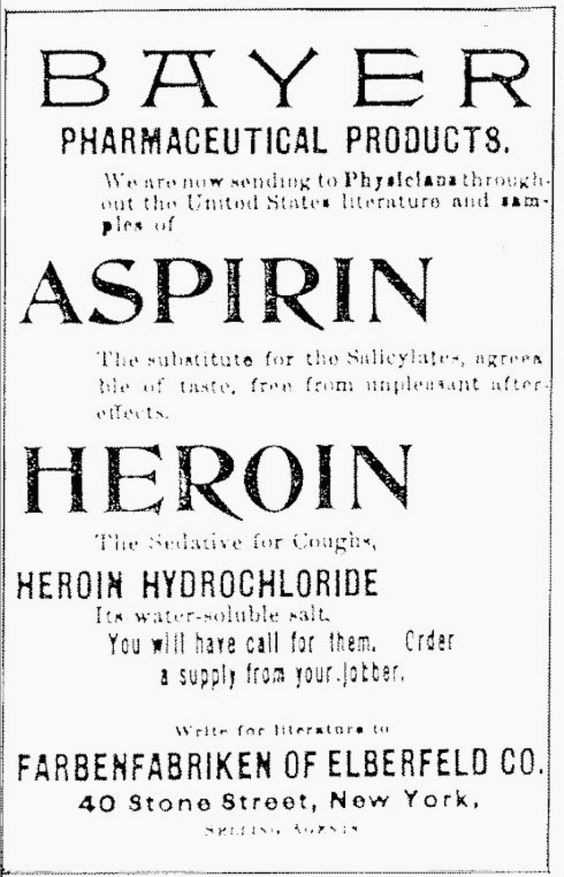 BAYER
PHARMACEUTICAL PRODUCTS.
We are now sending to Physicians through-
out the United States literature and sam-
ples of
ASPIRIN
The substitute for the Salicylates, agreea
ble of taste, free from unpleasant after-
effects.
HEROIN
The Sedative for Coughs,
HEROIN HYDROCHLORIDE
Its water-soluble salt.
You will have call for them. Order
a supply from your jobber.
Write for literature to
FARBENFABRIKEN OF ELBERFELD CO.
40 Stone Street, New York,
SELLING AGENTS